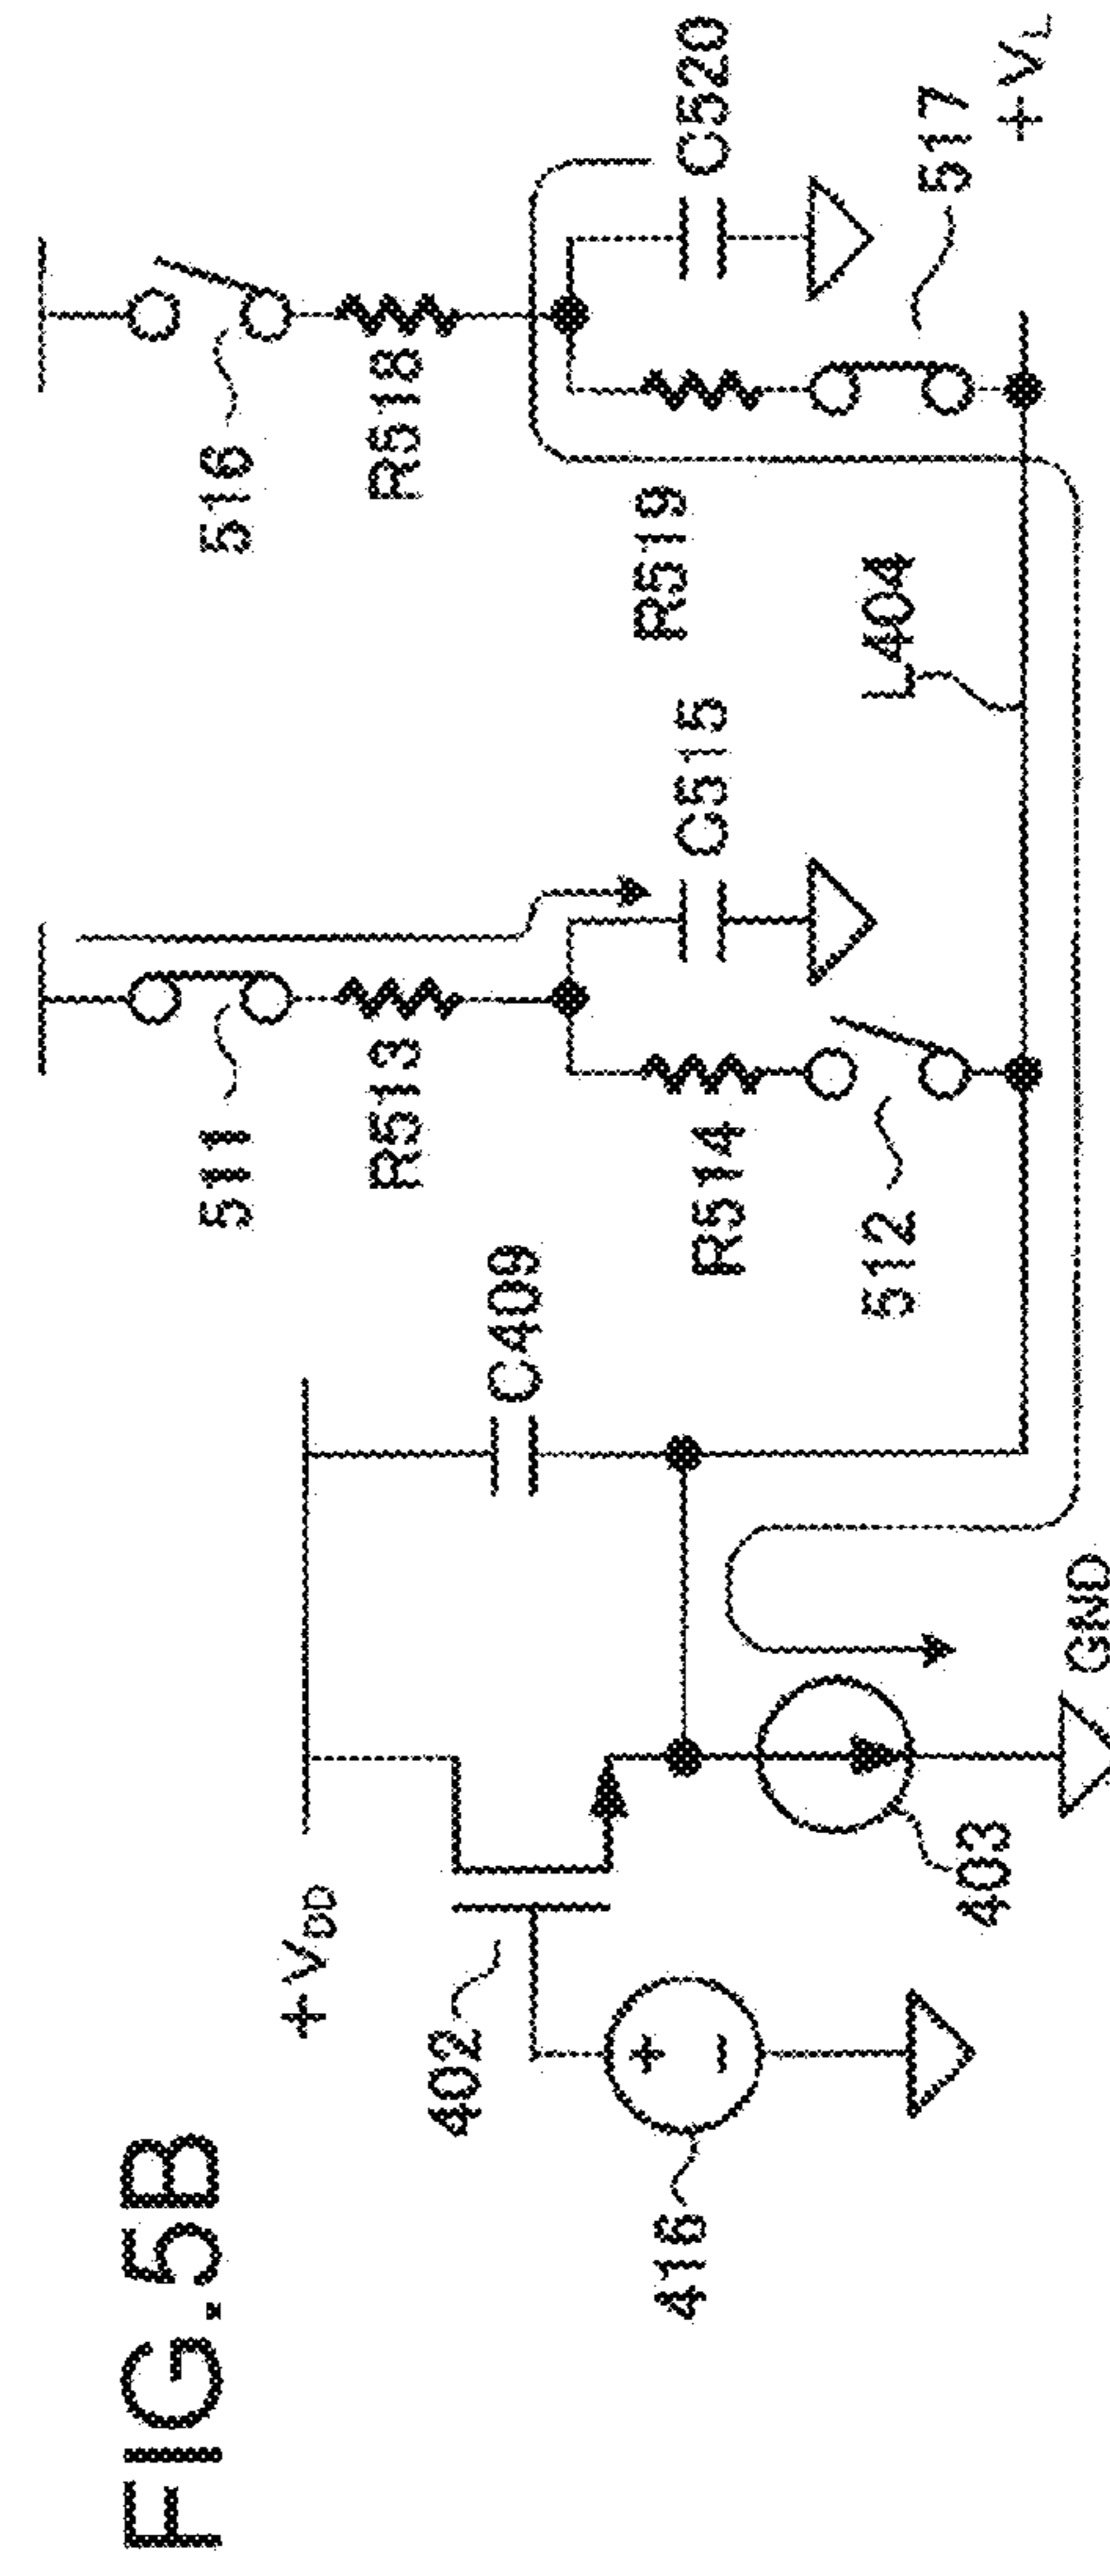 FIG.5B
+VDD
402
416
403
GND
C409
511
R513
C515
R514
512
L404
516
R518
C520
R519
517
+VL
+
−